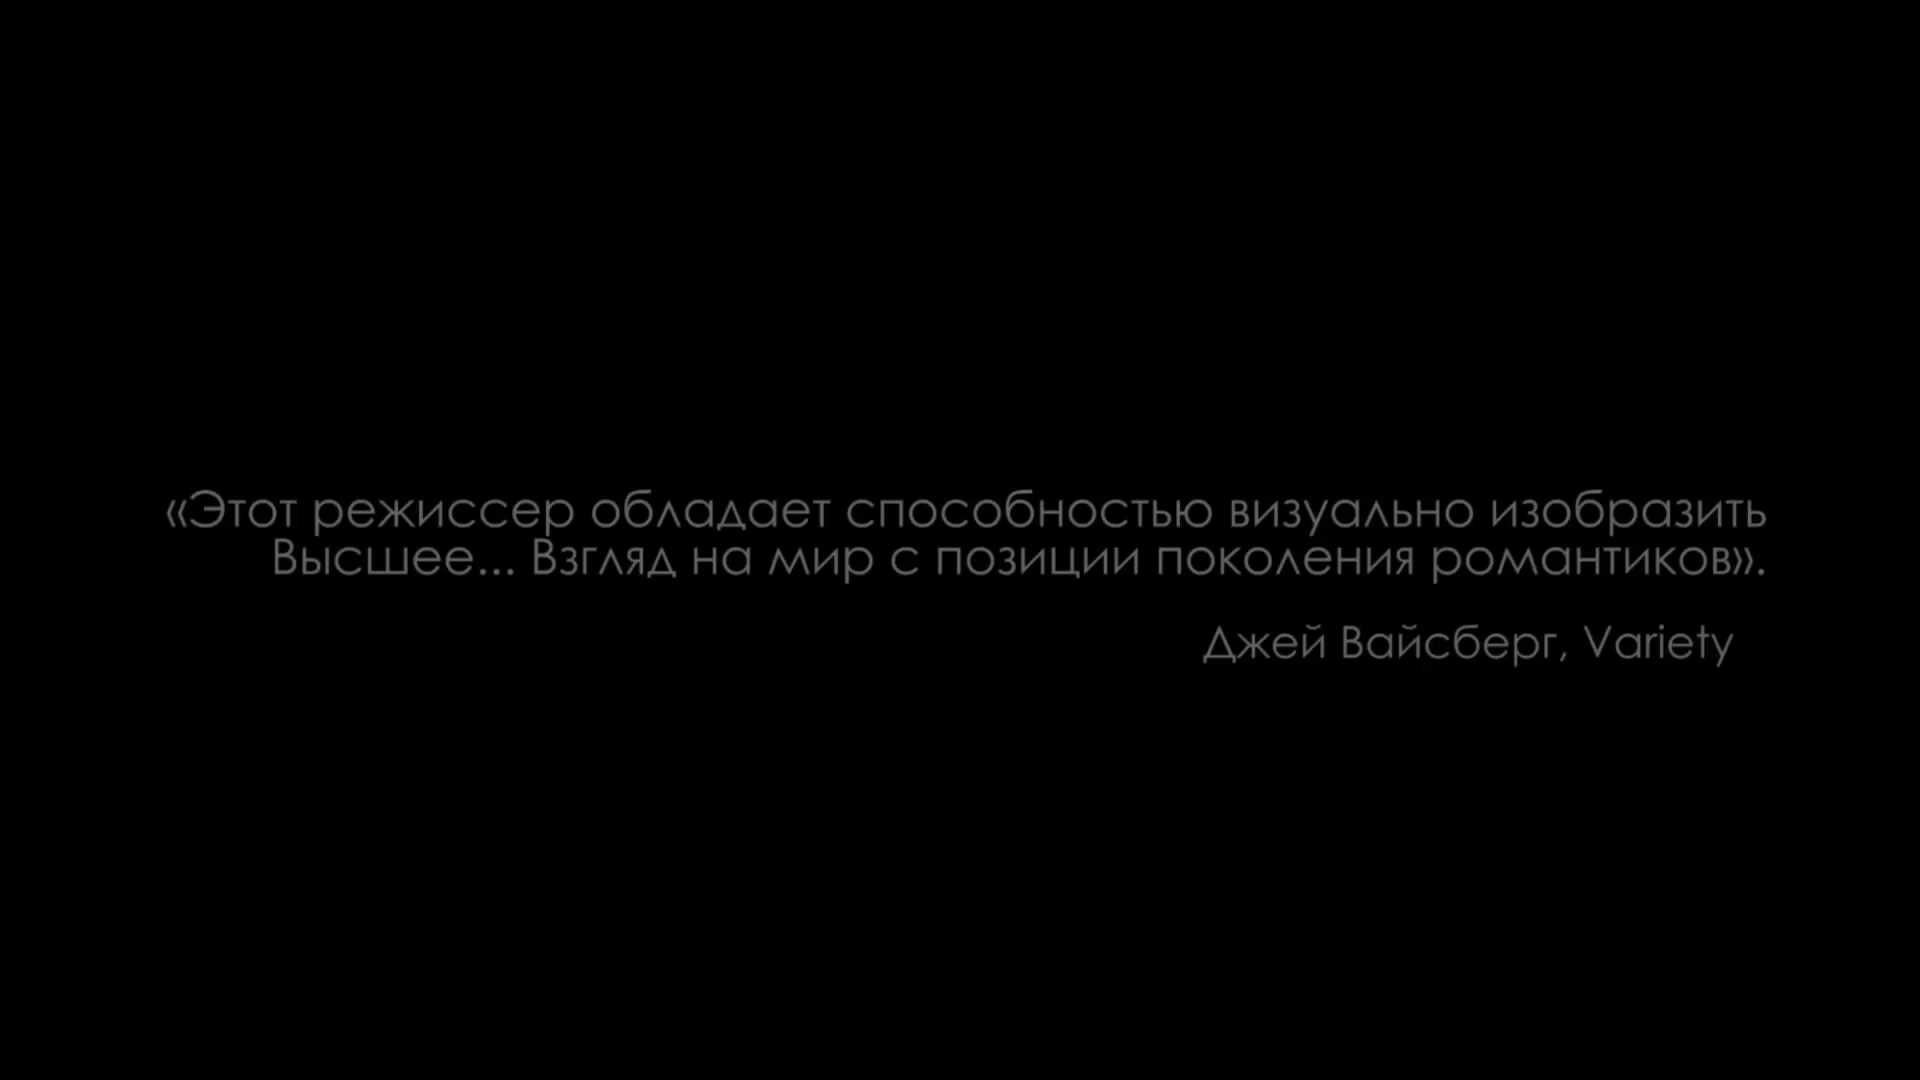 «Этот режиссер обладает способностью визуально изобразить
Высшее... Взгляд на мир с позиции поколения романтиков».
Джей Вайсберг, Variety